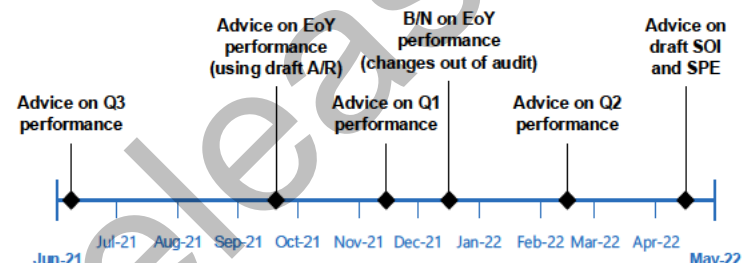 Advice on EoY
performance
(using draft A/R)
B/N on EoY
performance
(changes out of audit)
Advice on
draft SOI
and SPE
Advice on Q3
performance
Advice on Q1
performance
Advice on Q2
performance
Jun-21
Jul-21
Aug-21
Sep-21
Oct-21
Nov-21
Dec-21
Jan-22
Feb-22
Mar-22
Apr-22
May-22